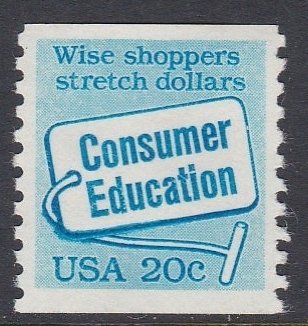 Wise shoppers
stretch dollars
Consumer
Education
USA 20c